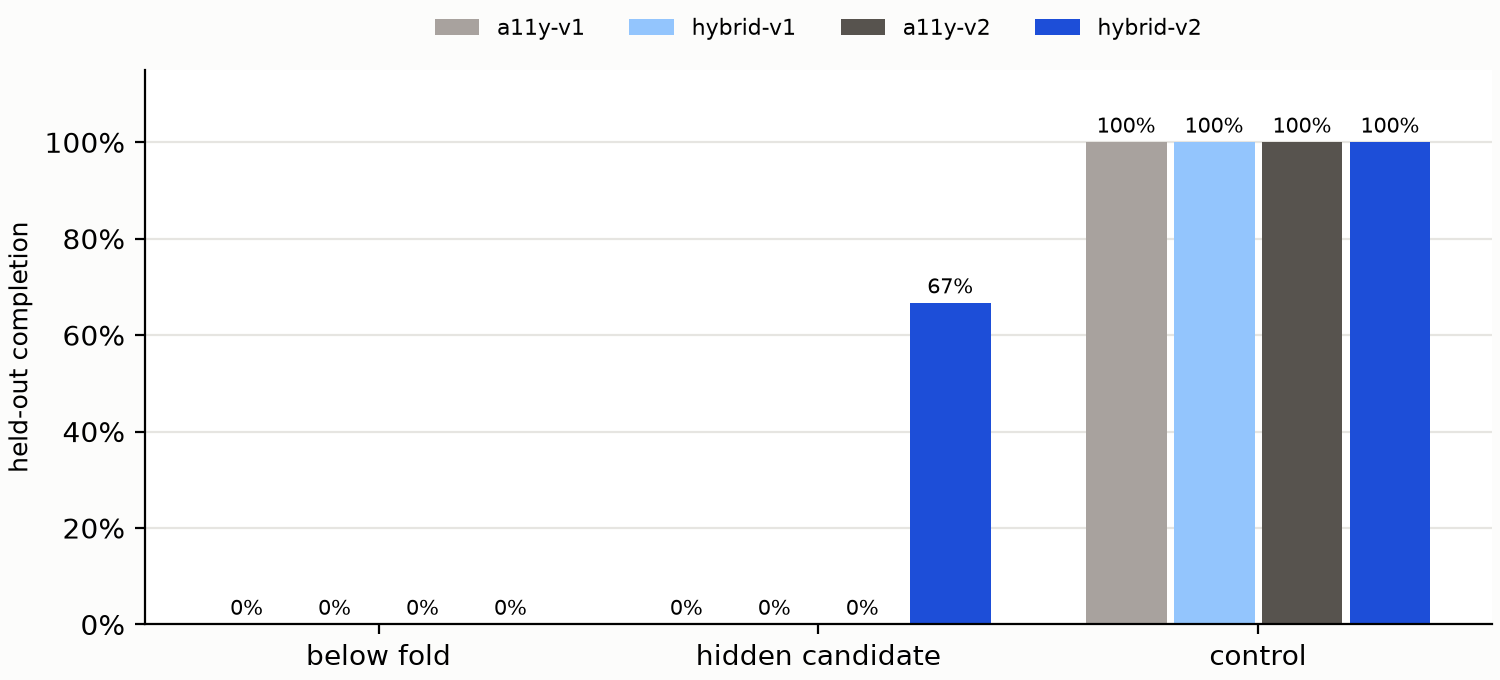 a11y-v1 hybrid-v1 a11y-v2 hybrid-v2
held-out completion
100%
80%
60%
40%
20%
0%
0% 0% 0% 0%
0% 0% 0% 67%
100% 100% 100% 100%
below fold hidden candidate control